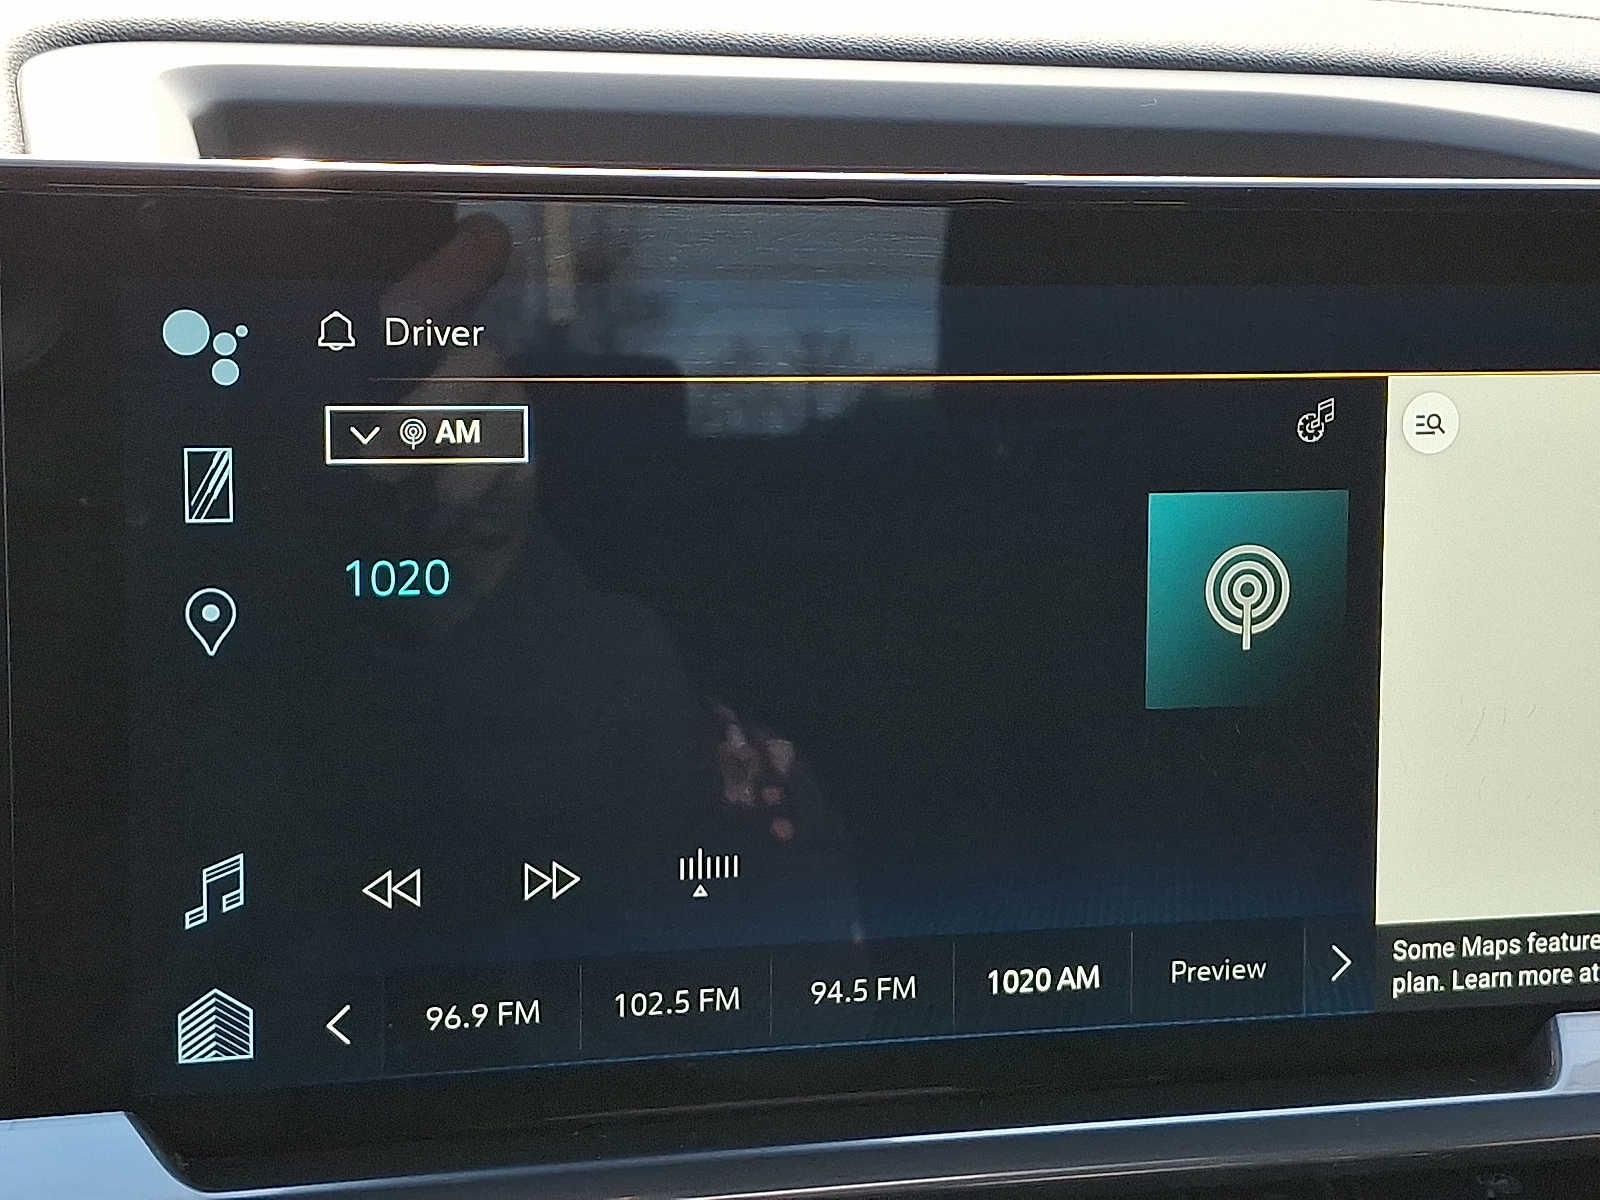 Driver
AM
1020
96.9 FM 102.5 FM 94.5 FM 1020 AM Preview
Some Maps feature
plan. Learn more at